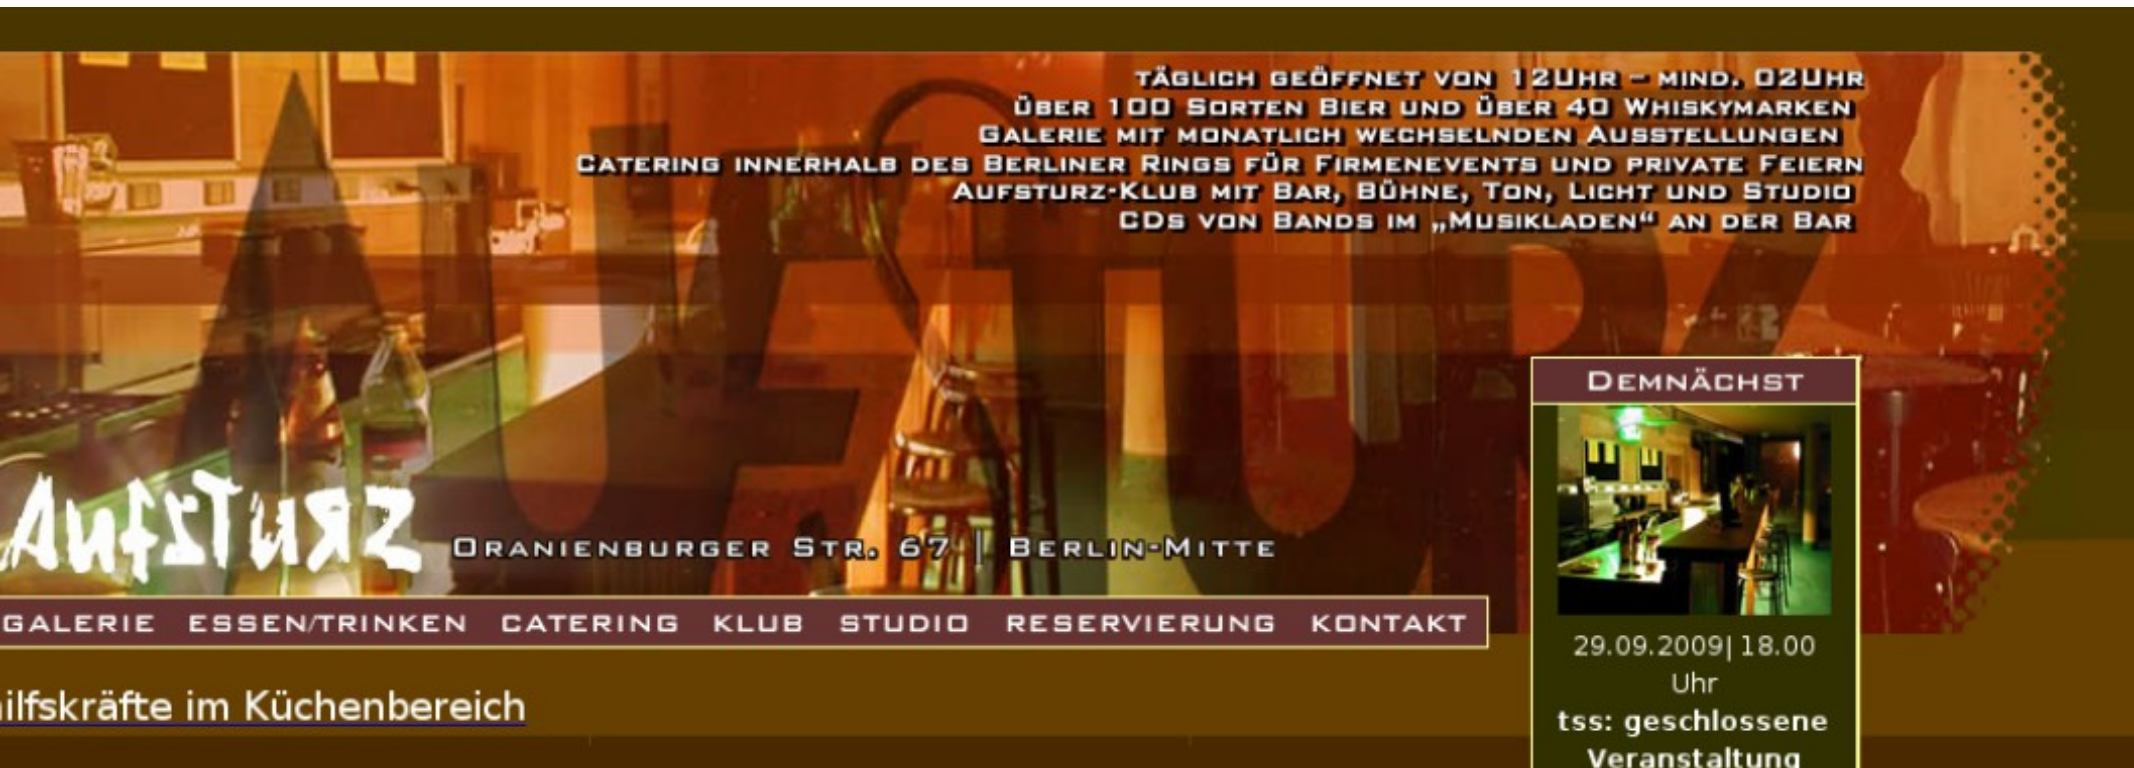 täglich geöffnet von 12Uhr – mind. 02Uhr
über 100 Sorten Bier und über 40 Whiskymarken
Galerie mit monatlich wechselnden Ausstellungen
Catering innerhalb des Berliner Rings für Firmenevents und private Feiern
Aufsturz-Klub mit Bar, Bühne, Ton, Licht und Studio
CDs von Bands im „Musikladen“ an der Bar
AUFSTURZ
AufsTuRZ
Oranienburger Str. 67 | Berlin-Mitte
GALERIE ESSEN/TRINKEN CATERING KLUB STUDIO RESERVIERUNG KONTAKT
hilfskräfte im Küchenbereich
Demnächst
29.09.2009| 18.00
Uhr
tss: geschlossene
Veranstaltung